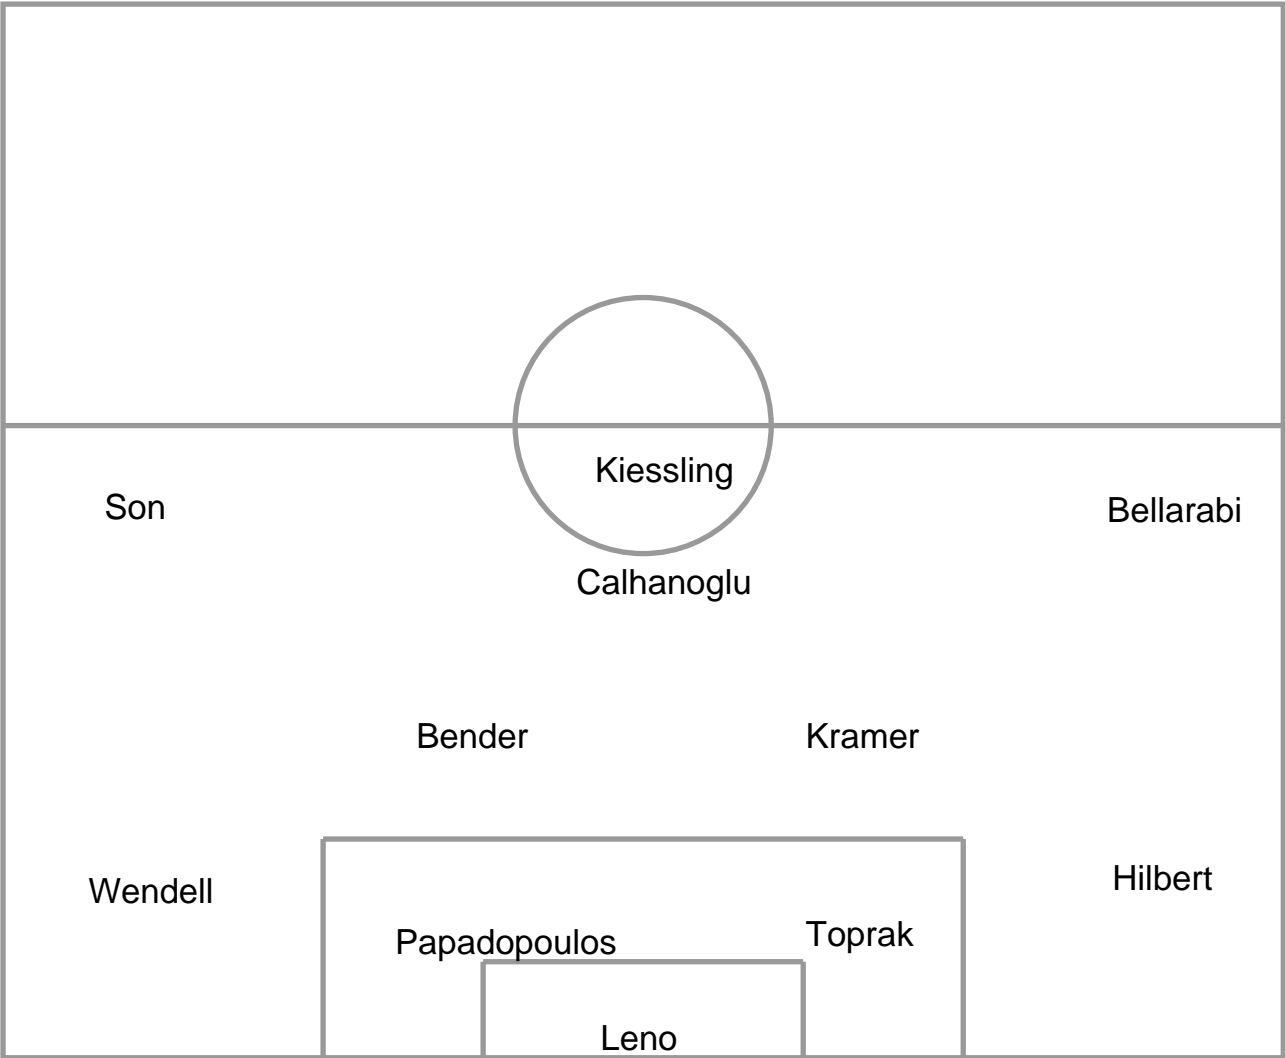 Kiessling
Son
Bellarabi
Calhanoglu
Bender
Kramer
Wendell
Hilbert
Papadopoulos
Toprak
Leno